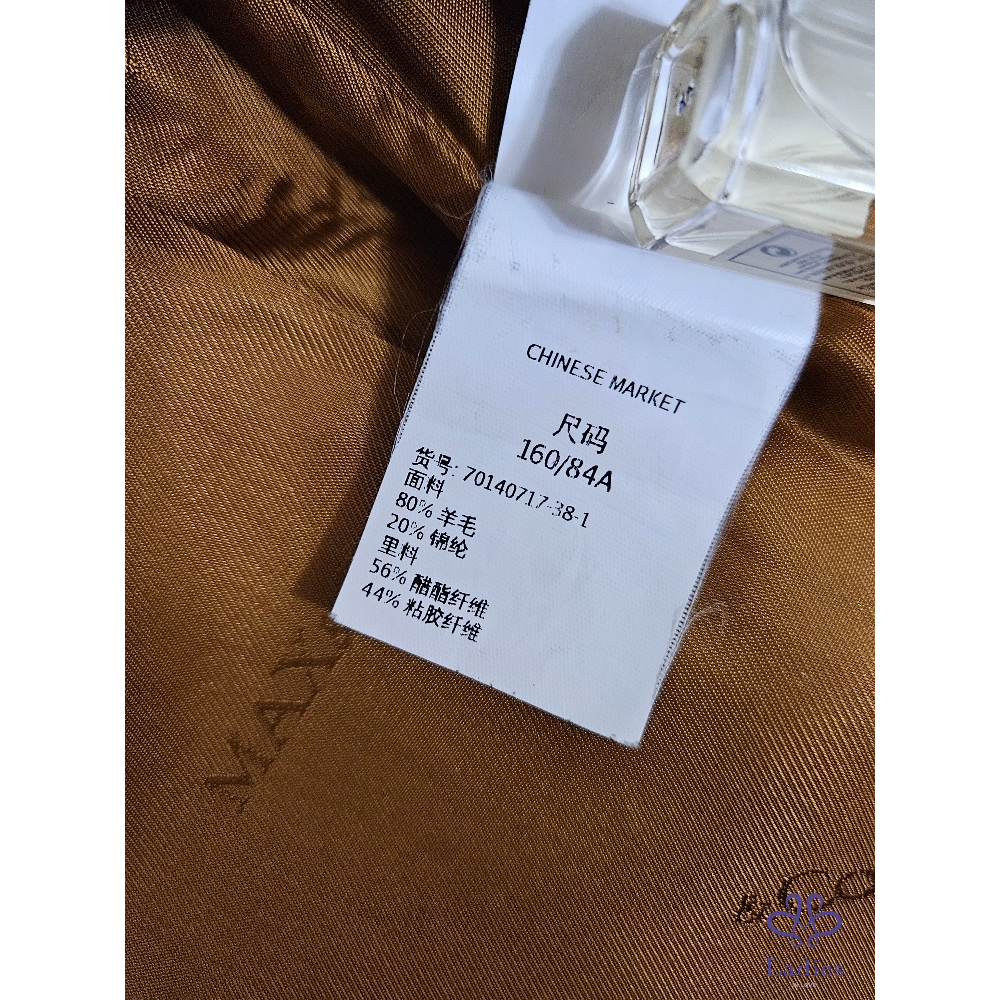 CHINESE MARKET
尺码
160/84A
货号: 70140717-38-1
面料
80% 羊毛
20% 锦纶
里料
56% 醋酯纤维
44% 粘胶纤维
MAX
Ladies